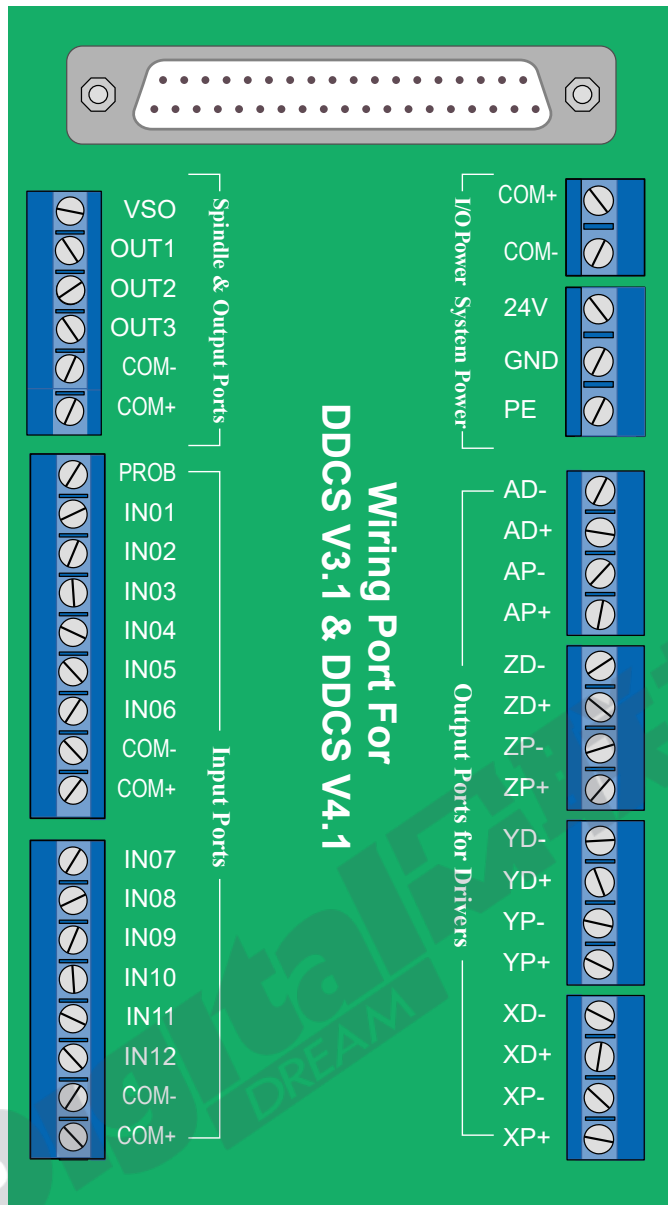 VSO
OUT1
OUT2
OUT3
COM-
COM+
Spindle & Output Ports
PROB
IN01
IN02
IN03
IN04
IN05
IN06
COM-
COM+
IN07
IN08
IN09
IN10
IN11
IN12
COM-
COM+
Input Ports
Wiring Port For
DDCS V3.1 & DDCS V4.1
COM+
COM-
24V
GND
PE
I/O Power System Power
AD-
AD+
AP-
AP+
ZD-
ZD+
ZP-
ZP+
YD-
YD+
YP-
YP+
XD-
XD+
XP-
XP+
Output Ports for Drivers
Digital
DREAM